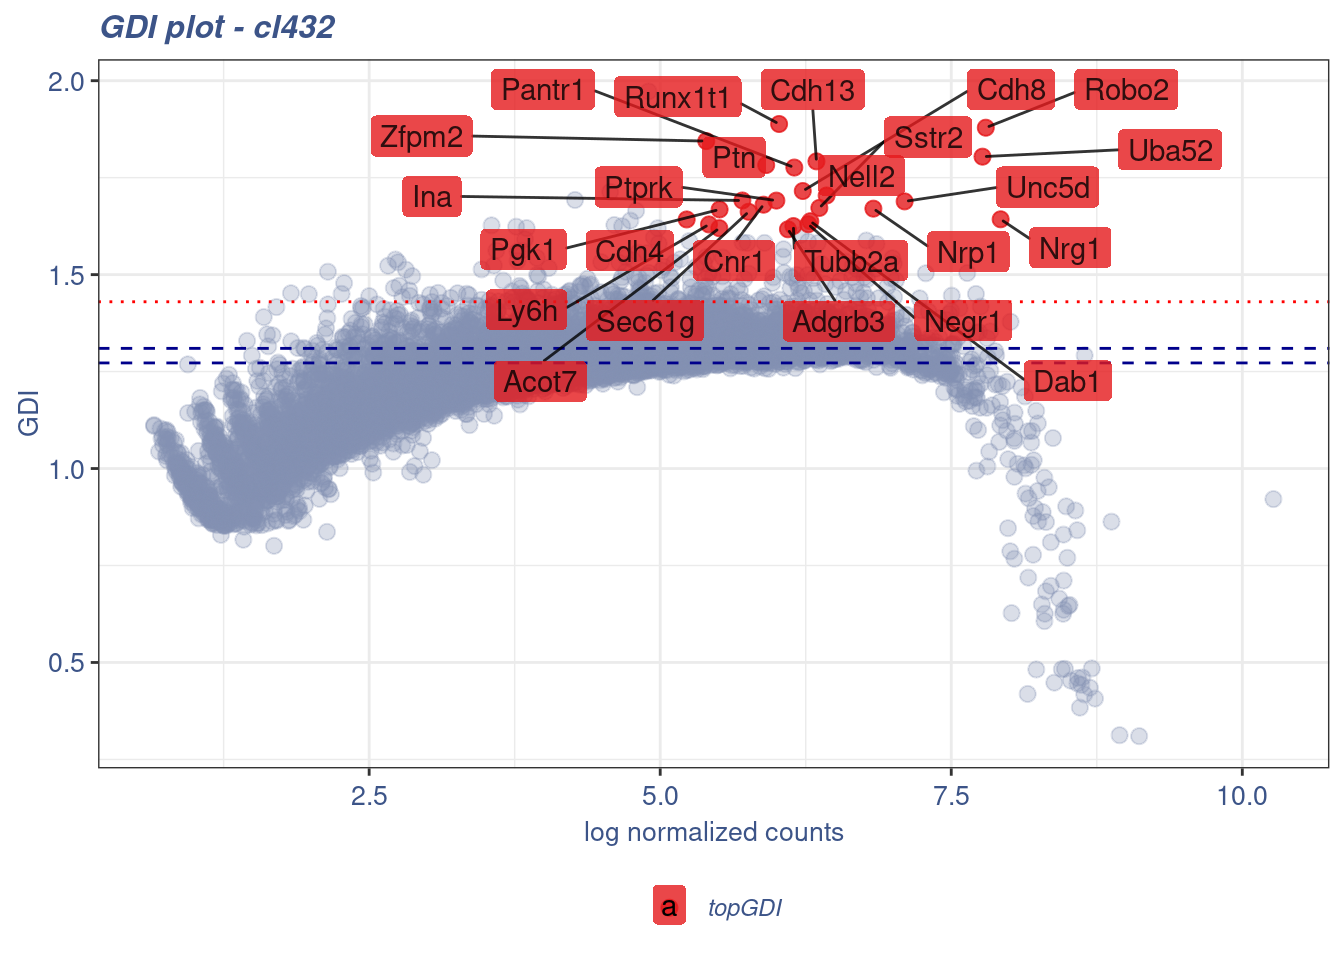 GDI plot - cl432
2.0
1.5
1.0
0.5
GDI
Pantr1
Runx1t1
Cdh13
Cdh8
Robo2
Zfpm2
Ptn
Sstr2
Uba52
Ina
Ptprk
Nell2
Unc5d
Pgk1
Cdh4
Cnr1
Tubb2a
Nrp1
Nrg1
Ly6h
Sec61g
Adgrb3
Negr1
Acot7
Dab1
2.5
5.0
7.5
10.0
log normalized counts
a topGDI